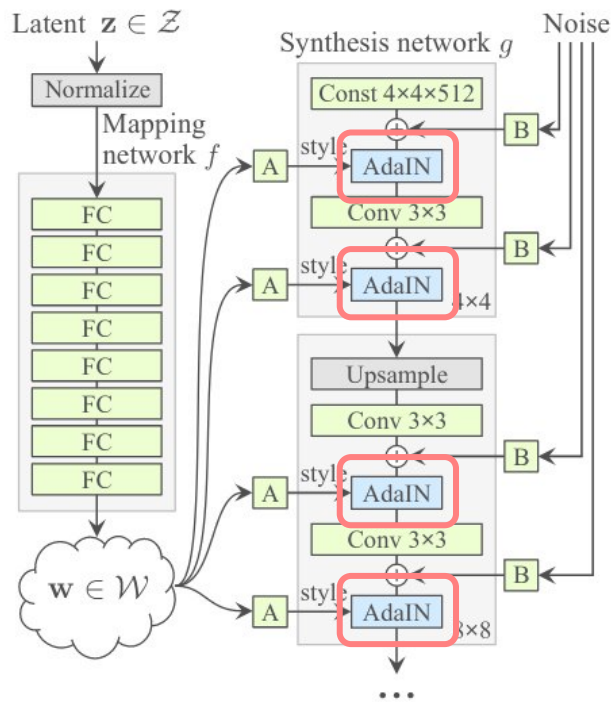 Latent z ∈ Z
Normalize
Mapping
network f
FC
FC
FC
FC
FC
FC
FC
FC
w ∈ W
Synthesis network g
Noise
Const 4×4×512
B
A
style
AdaIN
Conv 3×3
B
A
style
AdaIN
4×4
Upsample
Conv 3×3
B
A
style
AdaIN
Conv 3×3
B
A
style
AdaIN
8×8
...